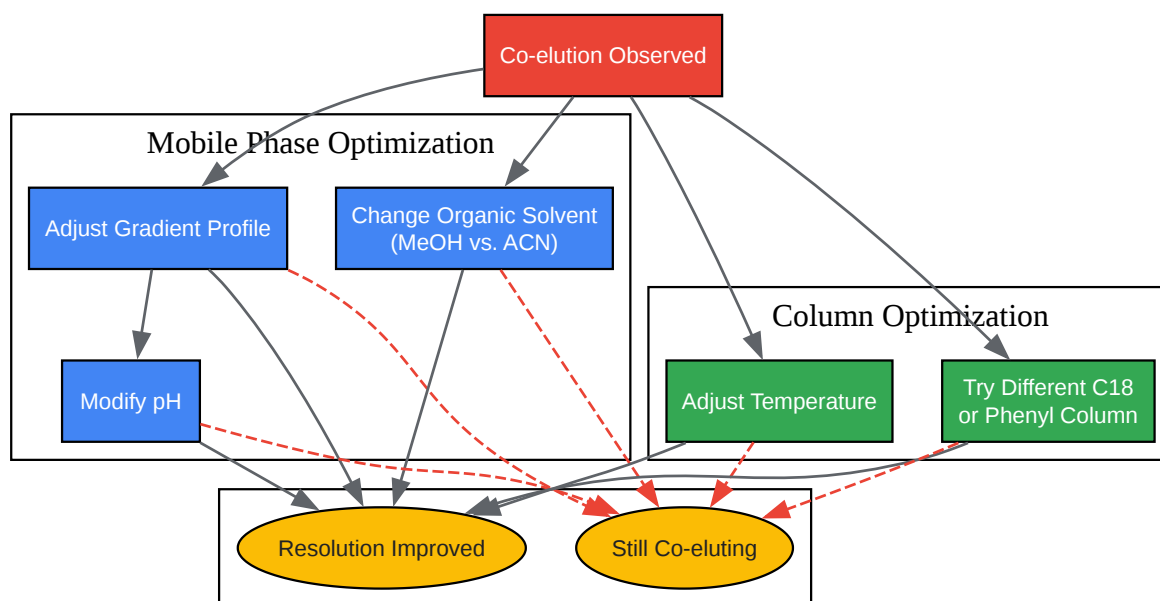 Co-elution Observed
Mobile Phase Optimization
Adjust Gradient Profile
Change Organic Solvent
(MeOH vs. ACN)
Column Optimization
Modify pH
Adjust Temperature
Try Different C18
or Phenyl Column
Resolution Improved
Still Co-eluting